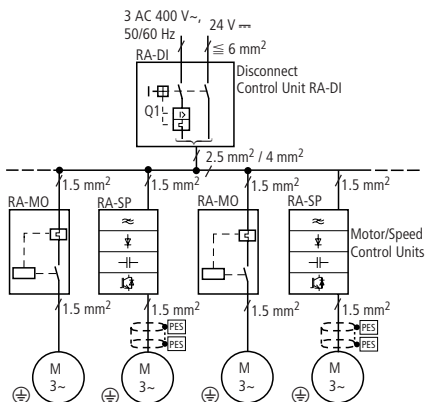 3 AC 400 V~,
50/60 Hz
24 V ⎓
≦ 6 mm²
RA-DI
Disconnect
Control Unit RA-DI
I
Q1
I>
2.5 mm² / 4 mm²
1.5 mm² 1.5 mm² 1.5 mm² 1.5 mm²
RA-MO RA-SP RA-MO RA-SP
Motor/Speed
Control Units
1.5 mm² 1.5 mm² 1.5 mm² 1.5 mm²
PES PES
PES PES
M M M M
3~ 3~ 3~ 3~